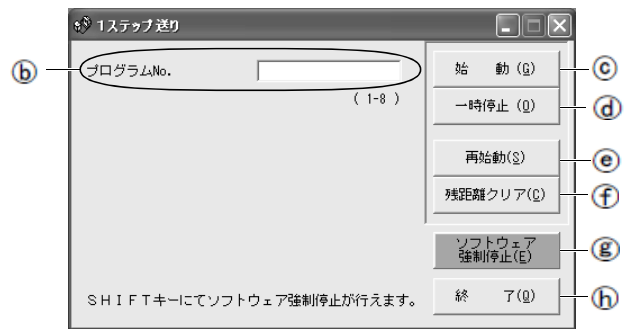 1ステップ送り
ⓑ
プログラムNo.
( 1-8 )
始 動(G)
ⓒ
一時停止 (O)
ⓓ
再始動(S)
ⓔ
残距離クリア(C)
ⓕ
ソフトウェア
強制停止(E)
ⓖ
SHIFTキーにてソフトウェア強制停止が行えます。
終 了(Q)
ⓗ